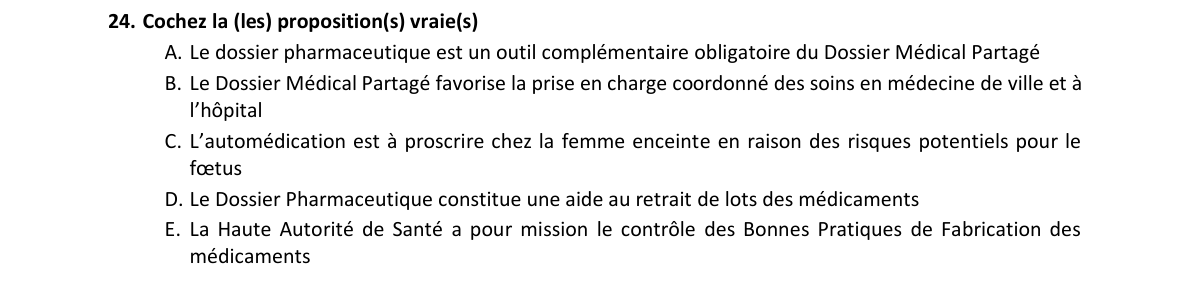 24. Cochez la (les) proposition(s) vraie(s)
A. Le dossier pharmaceutique est un outil complémentaire obligatoire du Dossier Médical Partagé
B. Le Dossier Médical Partagé favorise la prise en charge coordonné des soins en médecine de ville et à
l’hôpital
C. L’automédication est à proscrire chez la femme enceinte en raison des risques potentiels pour le
fœtus
D. Le Dossier Pharmaceutique constitue une aide au retrait de lots des médicaments
E. La Haute Autorité de Santé a pour mission le contrôle des Bonnes Pratiques de Fabrication des
médicaments